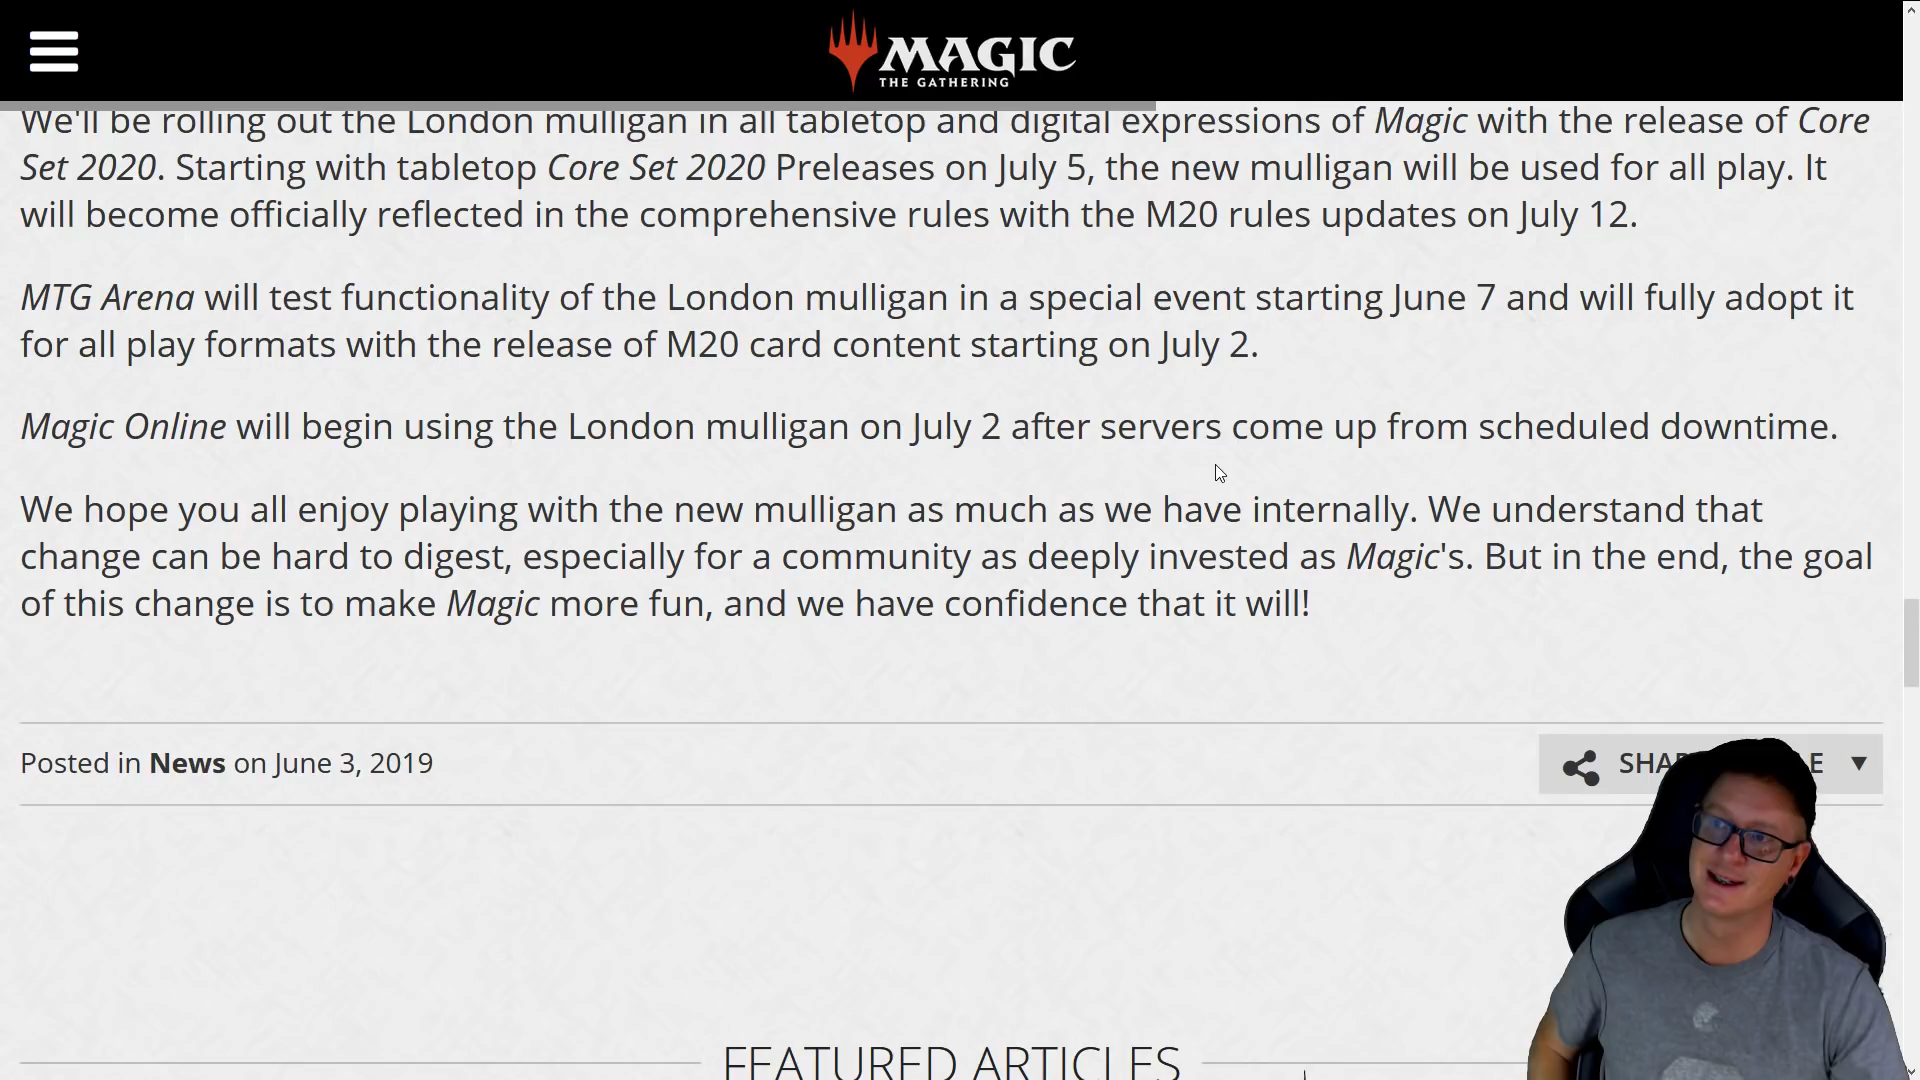 MAGIC
THE GATHERING
We'll be rolling out the London mulligan in all tabletop and digital expressions of Magic with the release of Core
Set 2020. Starting with tabletop Core Set 2020 Preleases on July 5, the new mulligan will be used for all play. It
will become officially reflected in the comprehensive rules with the M20 rules updates on July 12.
MTG Arena will test functionality of the London mulligan in a special event starting June 7 and will fully adopt it
for all play formats with the release of M20 card content starting on July 2.
Magic Online will begin using the London mulligan on July 2 after servers come up from scheduled downtime.
We hope you all enjoy playing with the new mulligan as much as we have internally. We understand that
change can be hard to digest, especially for a community as deeply invested as Magic's. But in the end, the goal
of this change is to make Magic more fun, and we have confidence that it will!
Posted in News on June 3, 2019
FEATURED ARTICLES